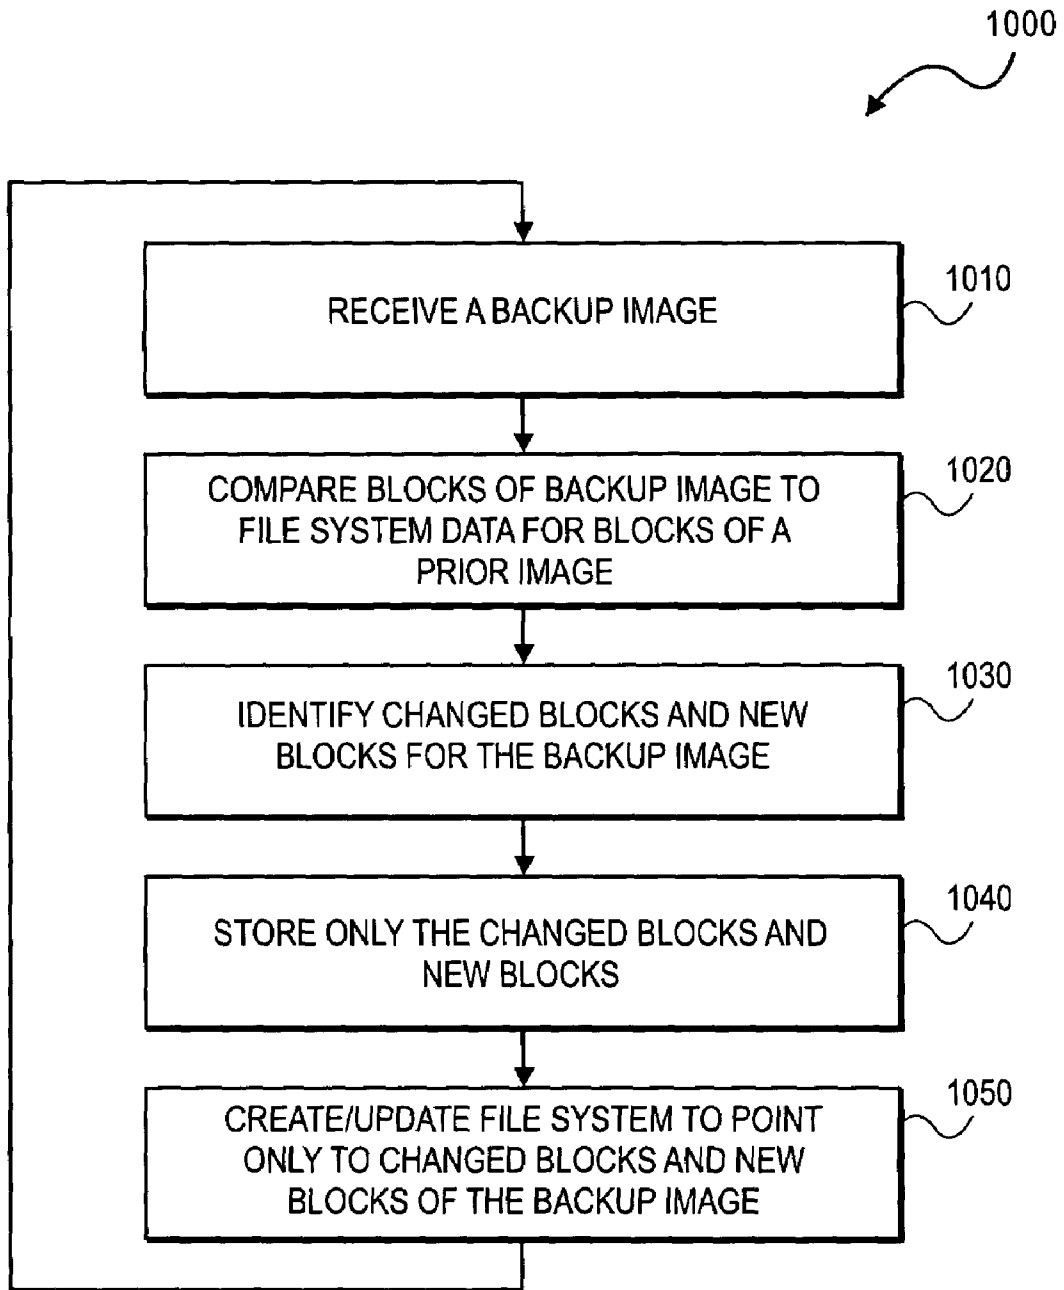 1000
RECEIVE A BACKUP IMAGE
1010
COMPARE BLOCKS OF BACKUP IMAGE TO
FILE SYSTEM DATA FOR BLOCKS OF A
PRIOR IMAGE
1020
IDENTIFY CHANGED BLOCKS AND NEW
BLOCKS FOR THE BACKUP IMAGE
1030
STORE ONLY THE CHANGED BLOCKS AND
NEW BLOCKS
1040
CREATE/UPDATE FILE SYSTEM TO POINT
ONLY TO CHANGED BLOCKS AND NEW
BLOCKS OF THE BACKUP IMAGE
1050